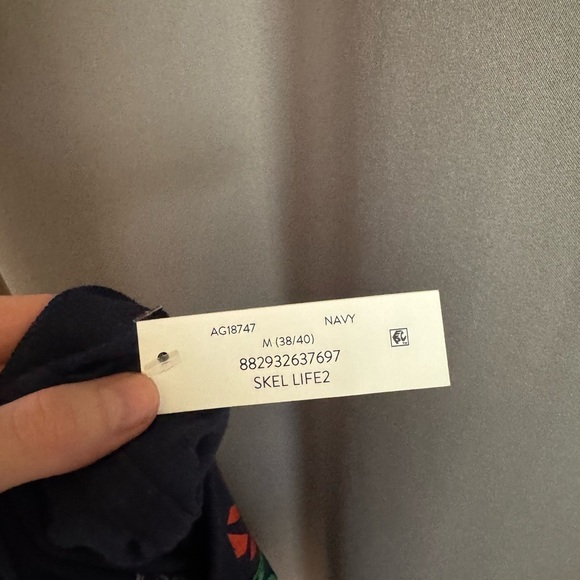 AG18747 NAVY
M (38/40)
882932637697
SKEL LIFE2